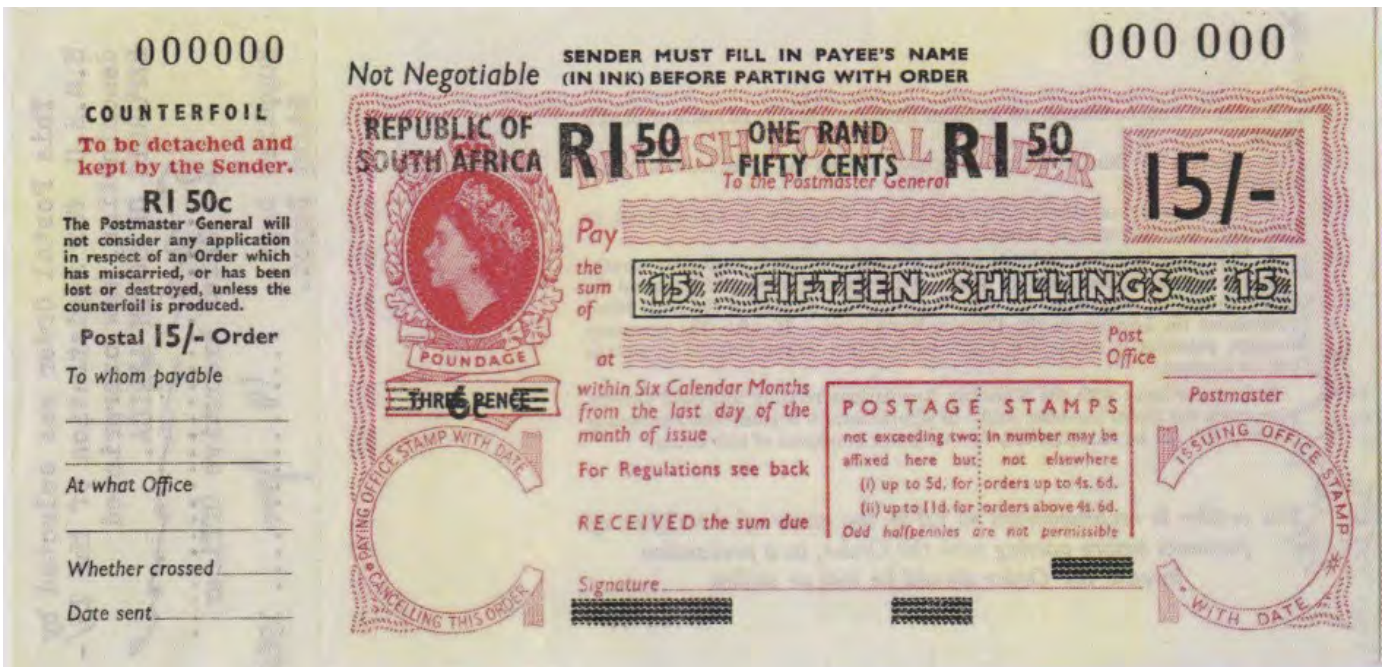 000000
COUNTERFOIL
To be detached and
kept by the Sender.
R1 50c
The Postmaster General will
not consider any application
in respect of an Order which
has miscarried, or has been
lost or destroyed, unless the
counterfoil is produced.
Postal 15/- Order
To whom payable
At what Office
Whether crossed
Date sent
Not Negotiable
SENDER MUST FILL IN PAYEE'S NAME
(IN INK) BEFORE PARTING WITH ORDER
000 000
REPUBLIC OF
SOUTH AFRICA
R1 50
ONE RAND
FIFTY CENTS
R1 50
BRITISH POSTAL ORDER
15/-
To the Postmaster General
Pay
the
sum
of
15 FIFTEEN SHILLINGS 15
at
Post
Office
POUNDAGE
THREE PENCE
6c
within Six Calendar Months
from the last day of the
month of issue
For Regulations see back
RECEIVED the sum due
Signature
POSTAGE STAMPS
not exceeding two in number may be
affixed here but not elsewhere
(i) up to 5d. for orders up to 4s. 6d.
(ii) up to 11d. for orders above 4s. 6d.
Odd halfpennies are not permissible
Postmaster
PAYING OFFICE STAMP WITH DATE
CANCELLING THIS ORDER
ISSUING OFFICE STAMP
WITH DATE